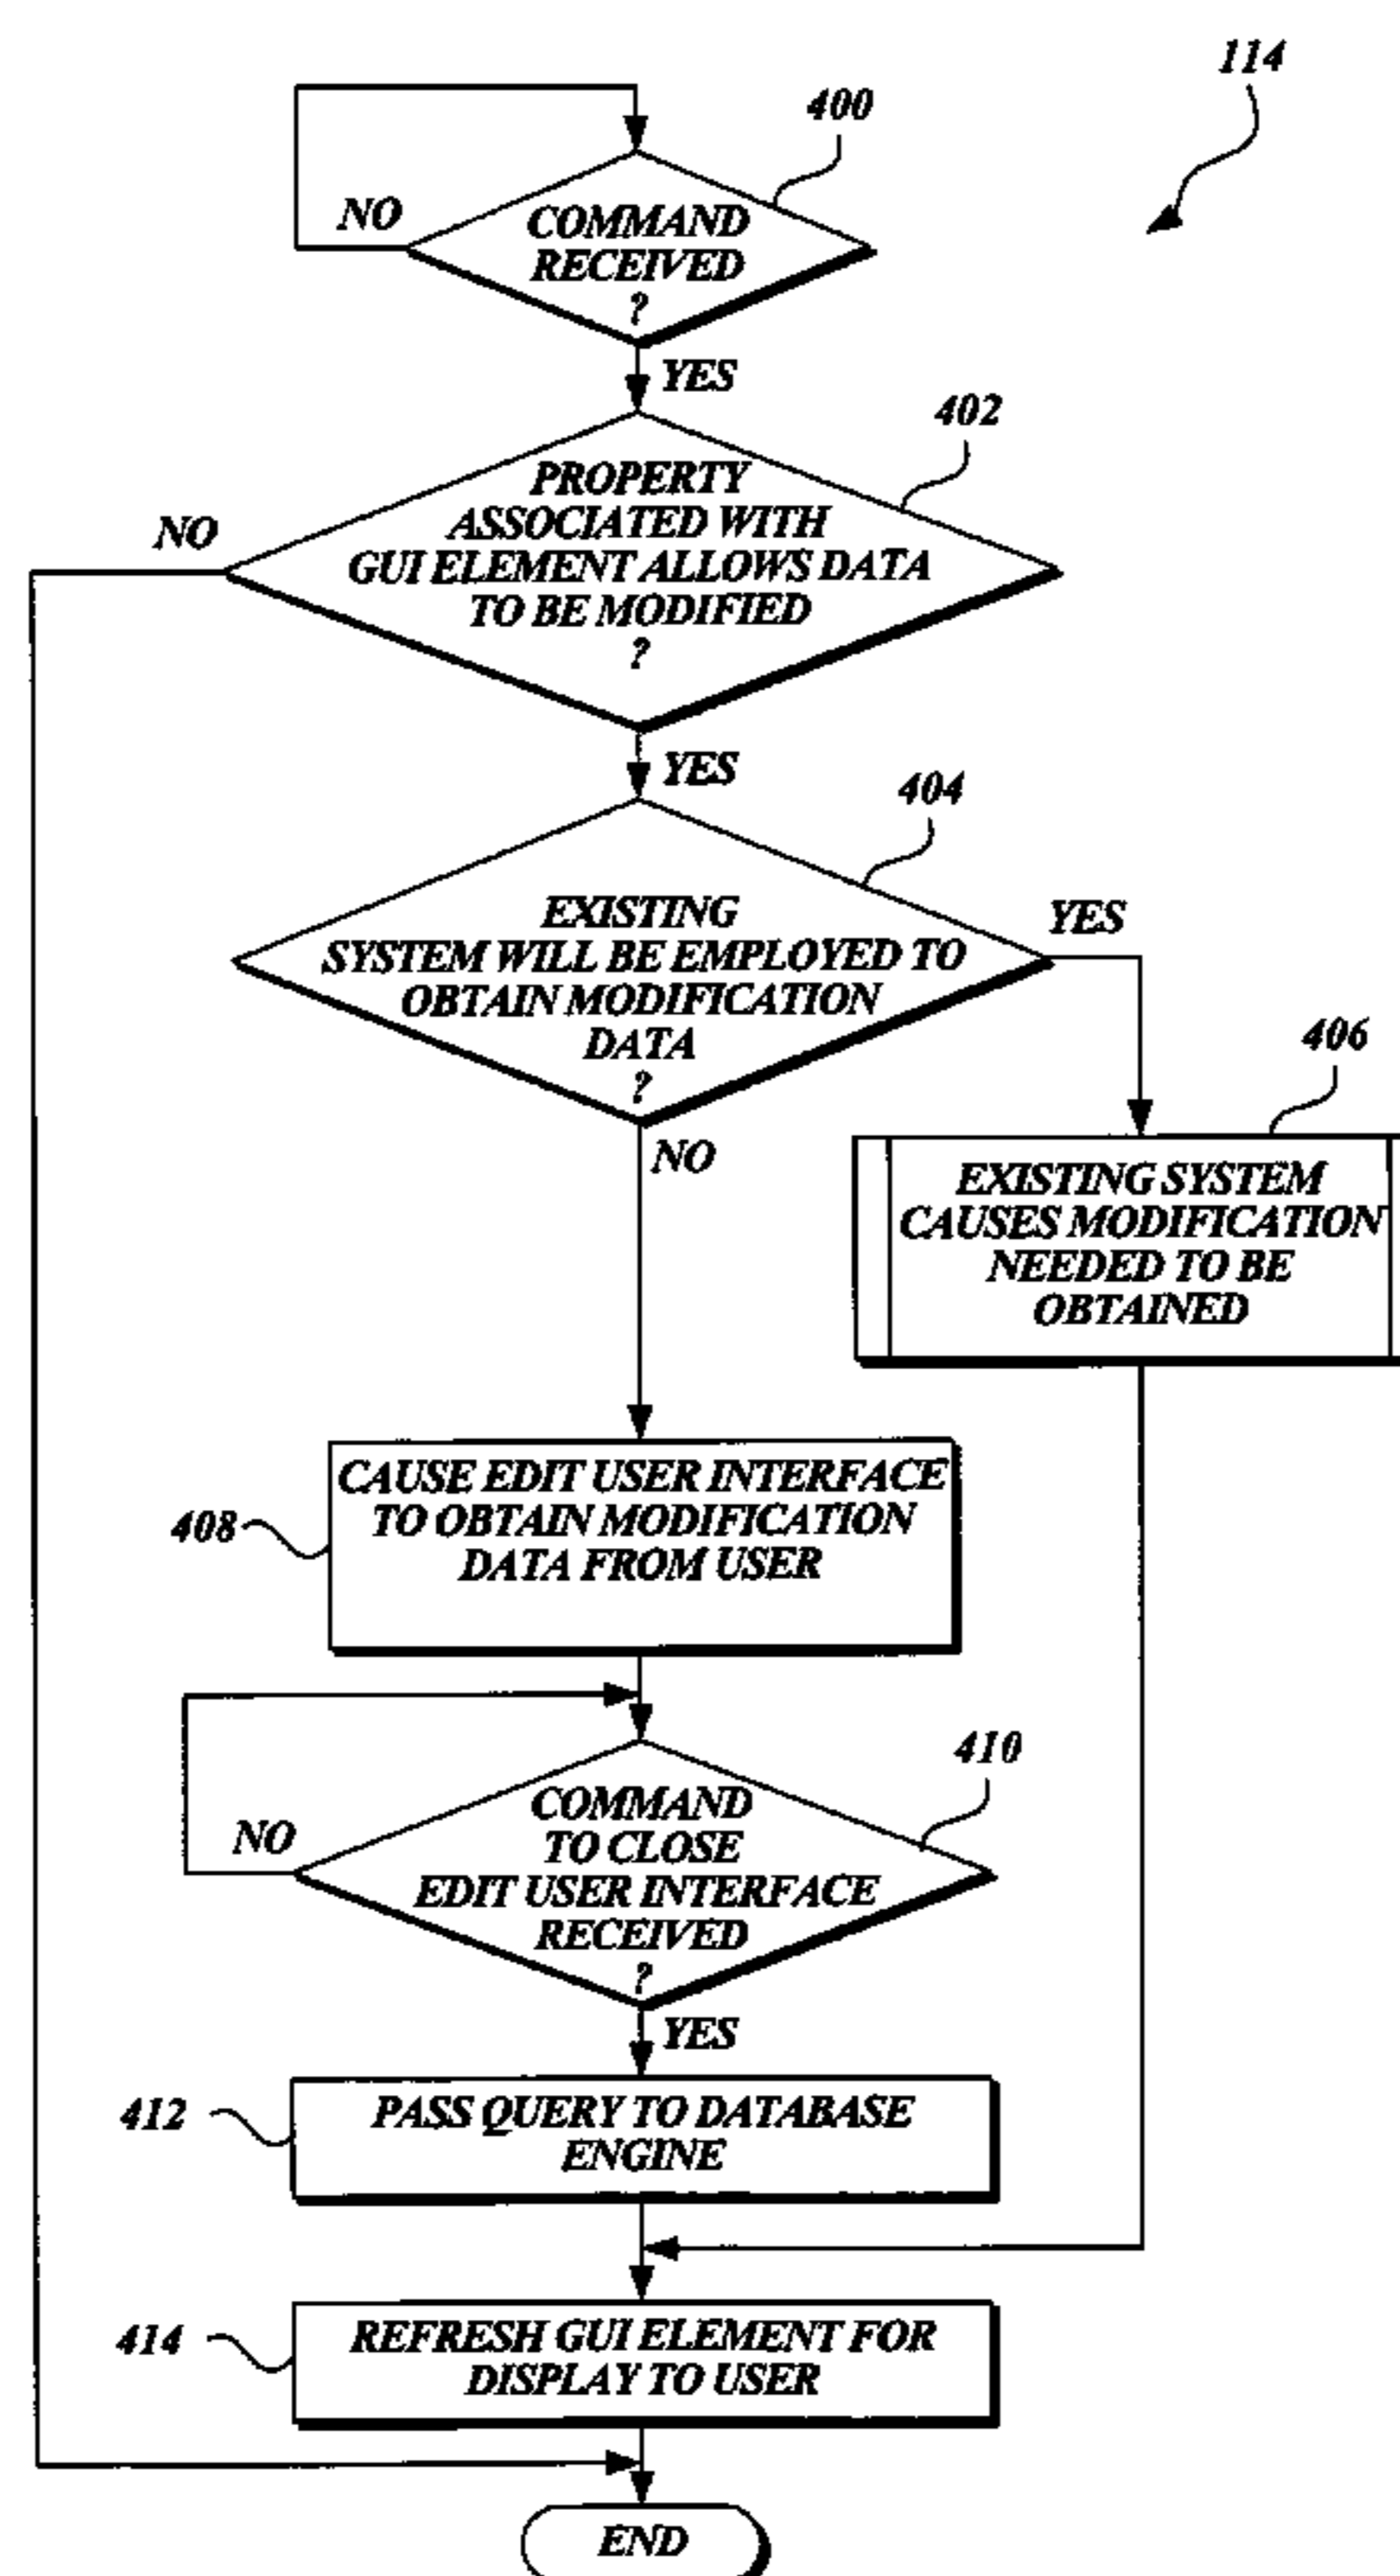 114
400
NO
COMMAND
RECEIVED
?
YES
402
NO
PROPERTY
ASSOCIATED WITH
GUI ELEMENT ALLOWS DATA
TO BE MODIFIED
?
YES
404
EXISTING
SYSTEM WILL BE EMPLOYED TO
OBTAIN MODIFICATION
DATA
?
YES
NO
406
EXISTING SYSTEM
CAUSES MODIFICATION
NEEDED TO BE
OBTAINED
408
CAUSE EDIT USER INTERFACE
TO OBTAIN MODIFICATION
DATA FROM USER
410
NO
COMMAND
TO CLOSE
EDIT USER INTERFACE
RECEIVED
?
YES
412
PASS QUERY TO DATABASE
ENGINE
414
REFRESH GUI ELEMENT FOR
DISPLAY TO USER
END